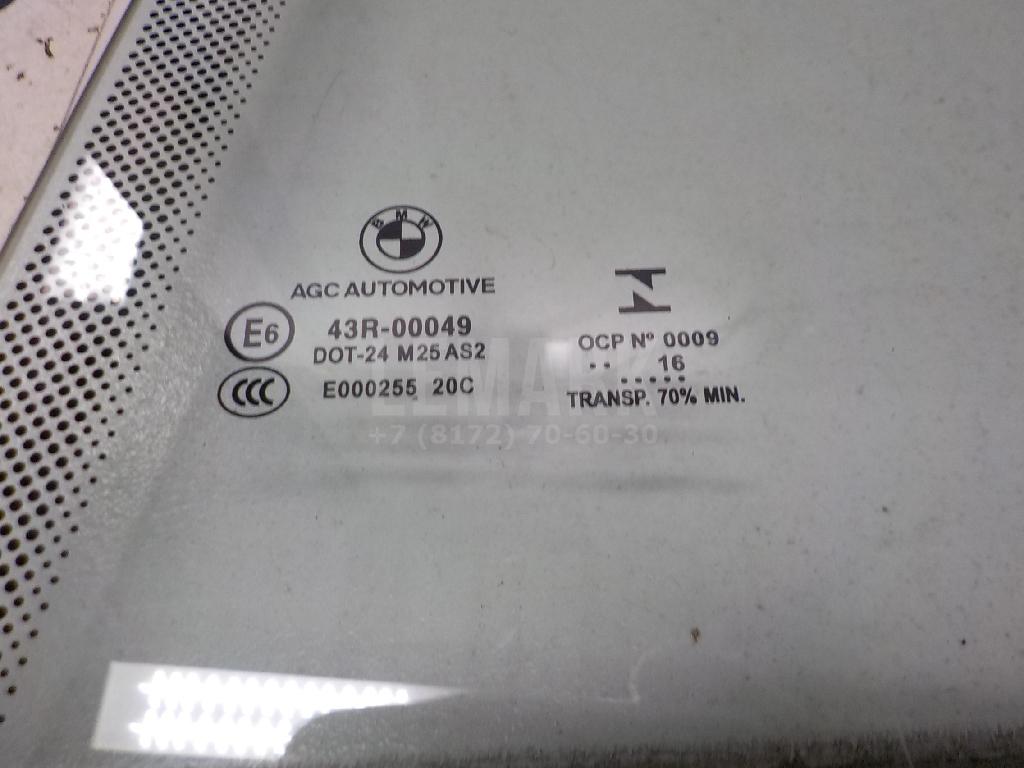 BMW
AGC AUTOMOTIVE
E6
43R-00049
DOT-24 M25 AS2
CCC
E000255 20C
OCP Nº 0009
.. 16
.....
TRANSP. 70% MIN.
LEMARK
+7 (8172) 70-60-30